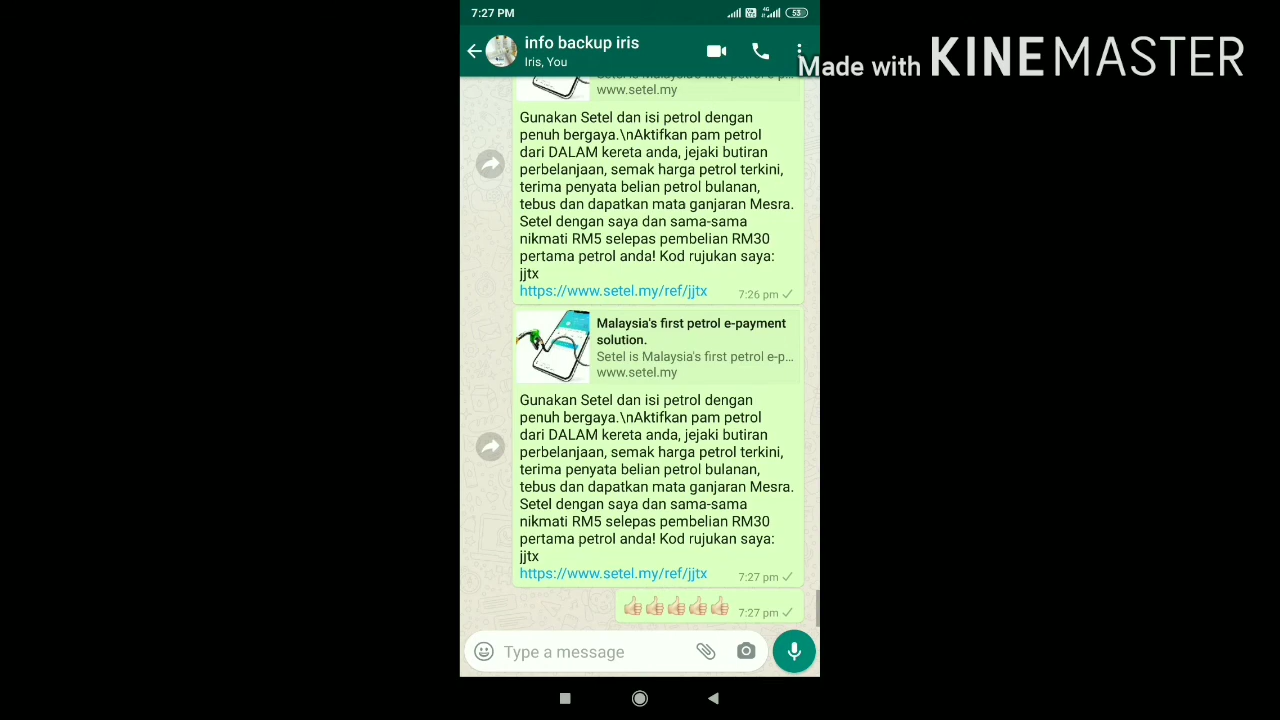 7:27 PM
4G
53
info backup iris
Iris, You
Made with KINEMASTER
www.setel.my
Gunakan Setel dan isi petrol dengan
penuh bergaya.\nAktifkan pam petrol
dari DALAM kereta anda, jejaki butiran
perbelanjaan, semak harga petrol terkini,
terima penyata belian petrol bulanan,
tebus dan dapatkan mata ganjaran Mesra.
Setel dengan saya dan sama-sama
nikmati RM5 selepas pembelian RM30
pertama petrol anda! Kod rujukan saya:
jjtx
https://www.setel.my/ref/jjtx
7:26 pm
Malaysia's first petrol e-payment
solution.
Setel is Malaysia's first petrol e-p...
www.setel.my
Gunakan Setel dan isi petrol dengan
penuh bergaya.\nAktifkan pam petrol
dari DALAM kereta anda, jejaki butiran
perbelanjaan, semak harga petrol terkini,
terima penyata belian petrol bulanan,
tebus dan dapatkan mata ganjaran Mesra.
Setel dengan saya dan sama-sama
nikmati RM5 selepas pembelian RM30
pertama petrol anda! Kod rujukan saya:
jjtx
https://www.setel.my/ref/jjtx
7:27 pm
👍🏻👍🏻👍🏻👍🏻👍🏻 7:27 pm
Type a message